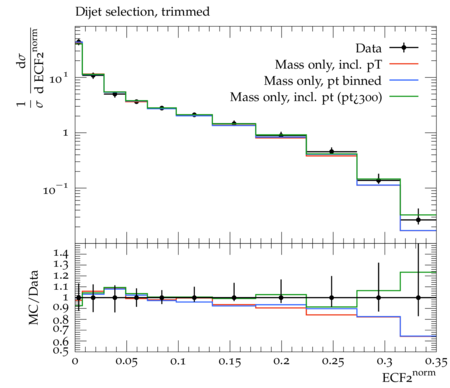 Dijet selection, trimmed
1/σ dσ/d ECF2^norm
Data
Mass only, incl. pT
Mass only, pt binned
Mass only, incl. pt (pt¿300)
10^1
1
10^−1
MC/Data
1.4
1.3
1.2
1.1
1
0.9
0.8
0.7
0.6
0.5
0 0.05 0.1 0.15 0.2 0.25 0.3 0.35
ECF2^norm